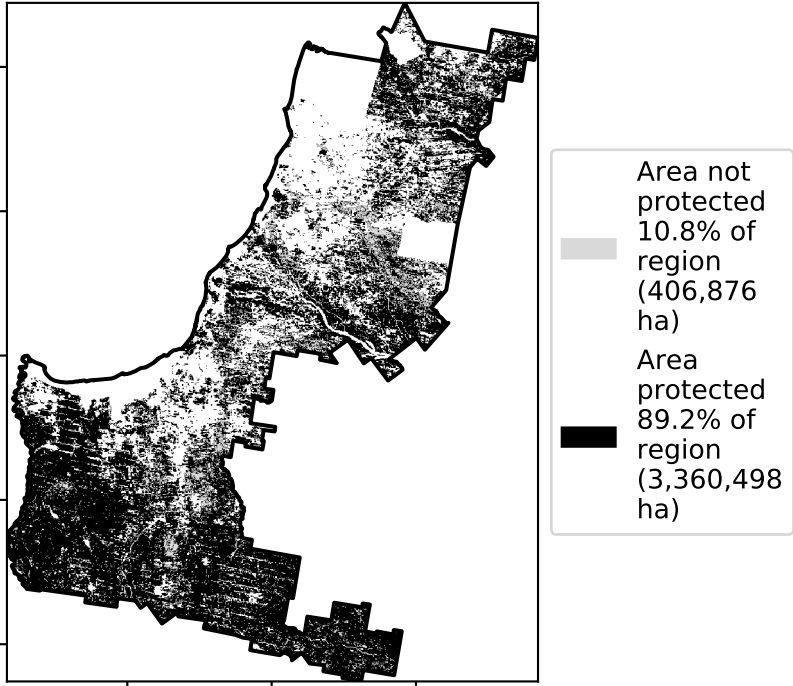 Area not
protected
10.8% of
region
(406,876
ha)
Area
protected
89.2% of
region
(3,360,498
ha)